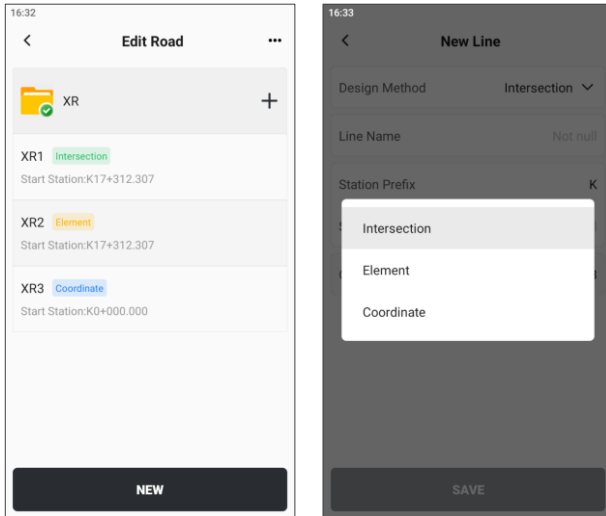 16:32
Edit Road
XR
XR1 Intersection
Start Station:K17+312.307
XR2 Element
Start Station:K17+312.307
XR3 Coordinate
Start Station:K0+000.000
NEW
16:33
New Line
Design Method Intersection
Line Name Not null
Station Prefix K
Intersection
Element
Coordinate
SAVE